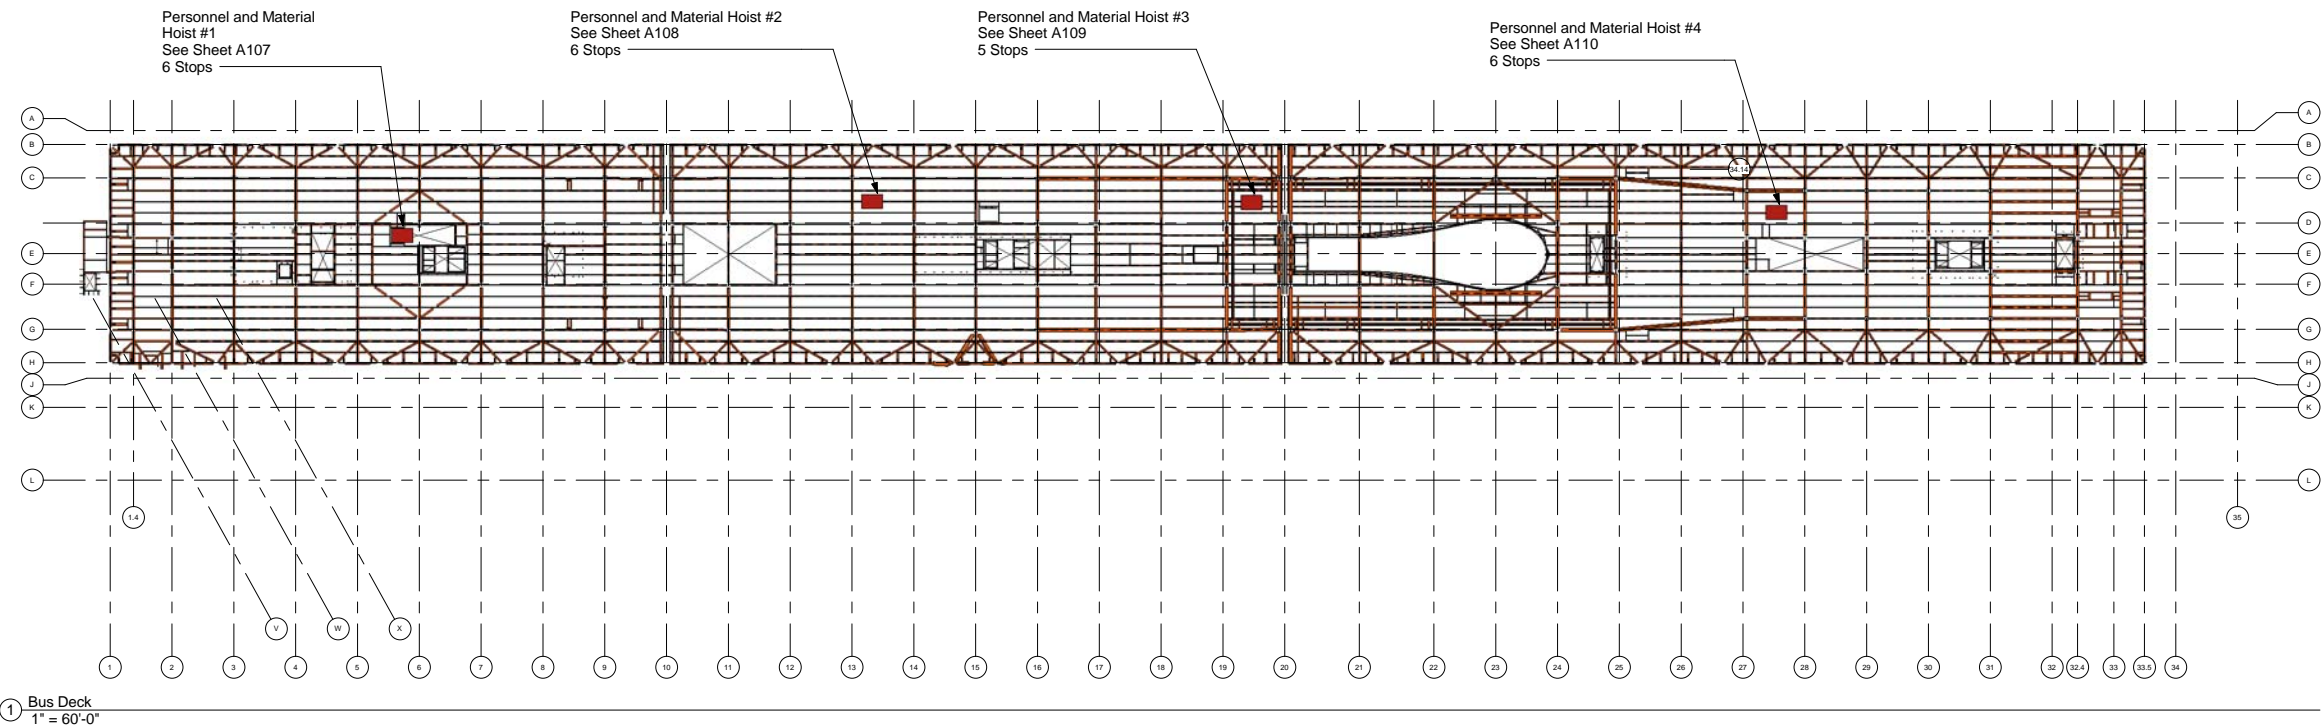 Personnel and Material
Hoist #1
See Sheet A107
6 Stops
Personnel and Material Hoist #2
See Sheet A108
6 Stops
Personnel and Material Hoist #3
See Sheet A109
5 Stops
Personnel and Material Hoist #4
See Sheet A110
6 Stops
A
A
B
B
C
C
34.14
D
D
E
E
F
F
G
G
H
H
J
J
K
K
L
L
1.4
35
V
W
X
1
2
3
4
5
6
7
8
9
10
11
12
13
14
15
16
17
18
19
20
21
22
23
24
25
26
27
28
29
30
31
32
32.4
33
33.5
34
1
Bus Deck
1" = 60'-0"